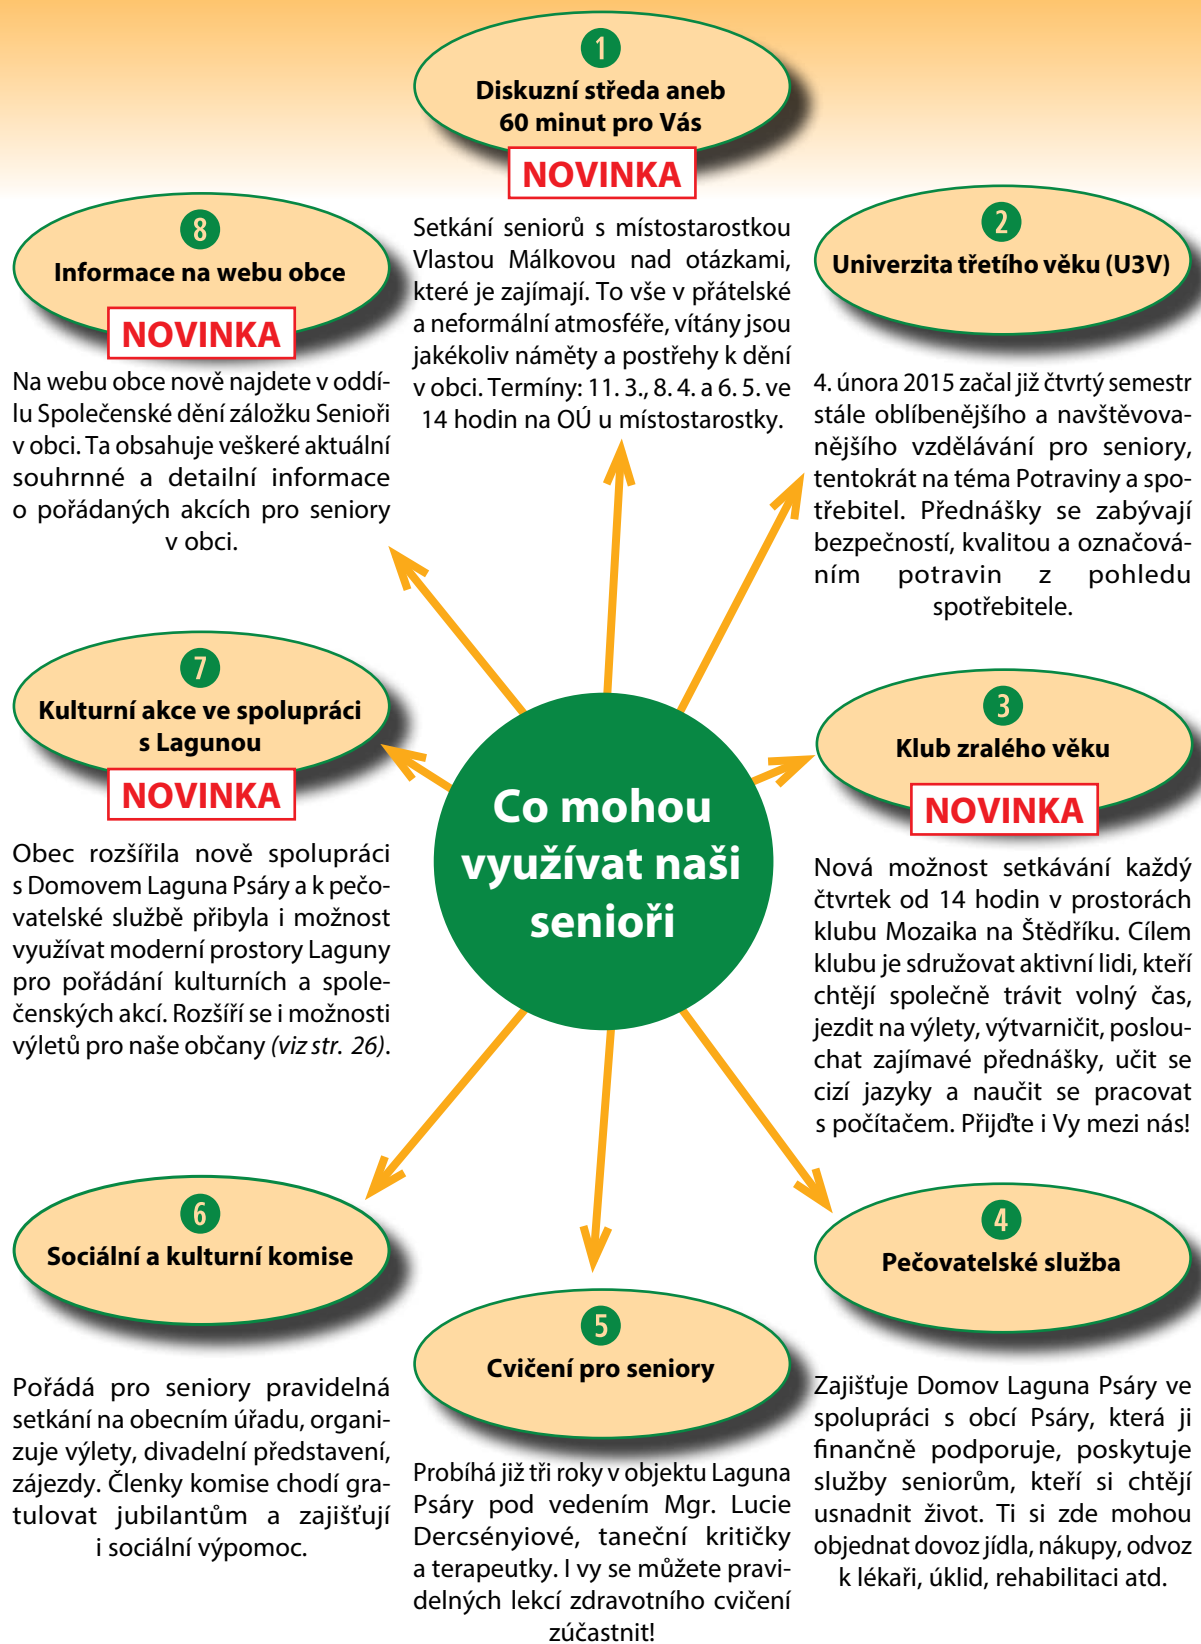 1
Diskuzní středa aneb
60 minut pro Vás
NOVINKA
Setkání seniorů s místostarostkou
Vlastou Málkovou nad otázkami,
které je zajímají. To vše v přátelské
a neformální atmosféře, vítány jsou
jakékoliv náměty a postřehy k dění
v obci. Termíny: 11. 3., 8. 4. a 6. 5. ve
14 hodin na OÚ u místostarostky.
2
Univerzita třetího věku (U3V)
4. února 2015 začal již čtvrtý semestr
stále oblíbenějšího a navštěvova-
nějšího vzdělávání pro seniory,
tentokrát na téma Potraviny a spo-
třebitel. Přednášky se zabývají
bezpečností, kvalitou a označová-
ním potravin z pohledu
spotřebitele.
3
Klub zralého věku
NOVINKA
Nová možnost setkávání každý
čtvrtek od 14 hodin v prostorách
klubu Mozaika na Štědříku. Cílem
klubu je sdružovat aktivní lidi, kteří
chtějí společně trávit volný čas,
jezdit na výlety, výtvarničit, poslou-
chat zajímavé přednášky, učit se
cizí jazyky a naučit se pracovat
s počítačem. Přijďte i Vy mezi nás!
4
Pečovatelské služba
Zajišťuje Domov Laguna Psáry ve
spolupráci s obcí Psáry, která ji
finančně podporuje, poskytuje
služby seniorům, kteří si chtějí
usnadnit život. Ti si zde mohou
objednat dovoz jídla, nákupy, odvoz
k lékaři, úklid, rehabilitaci atd.
5
Cvičení pro seniory
Probíhá již tři roky v objektu Laguna
Psáry pod vedením Mgr. Lucie
Dercsényiové, taneční kritičky
a terapeutky. I vy se můžete pravi-
delných lekcí zdravotního cvičení
zúčastnit!
6
Sociální a kulturní komise
Pořádá pro seniory pravidelná
setkání na obecním úřadu, organi-
zuje výlety, divadelní představení,
zájezdy. Členky komise chodí gra-
tulovat jubilantům a zajišťují
i sociální výpomoc.
7
Kulturní akce ve spolupráci
s Lagunou
NOVINKA
Obec rozšířila nově spolupráci
s Domovem Laguna Psáry a k pečo-
vatelské službě přibyla i možnost
využívat moderní prostory Laguny
pro pořádání kulturních a spole-
čenských akcí. Rozšíří se i možnosti
výletů pro naše občany (viz str. 26).
8
Informace na webu obce
NOVINKA
Na webu obce nově najdete v oddí-
lu Společenské dění záložku Senioři
v obci. Ta obsahuje veškeré aktuální
souhrnné a detailní informace
o pořádaných akcích pro seniory
v obci.
Co mohou
využívat naši
senioři